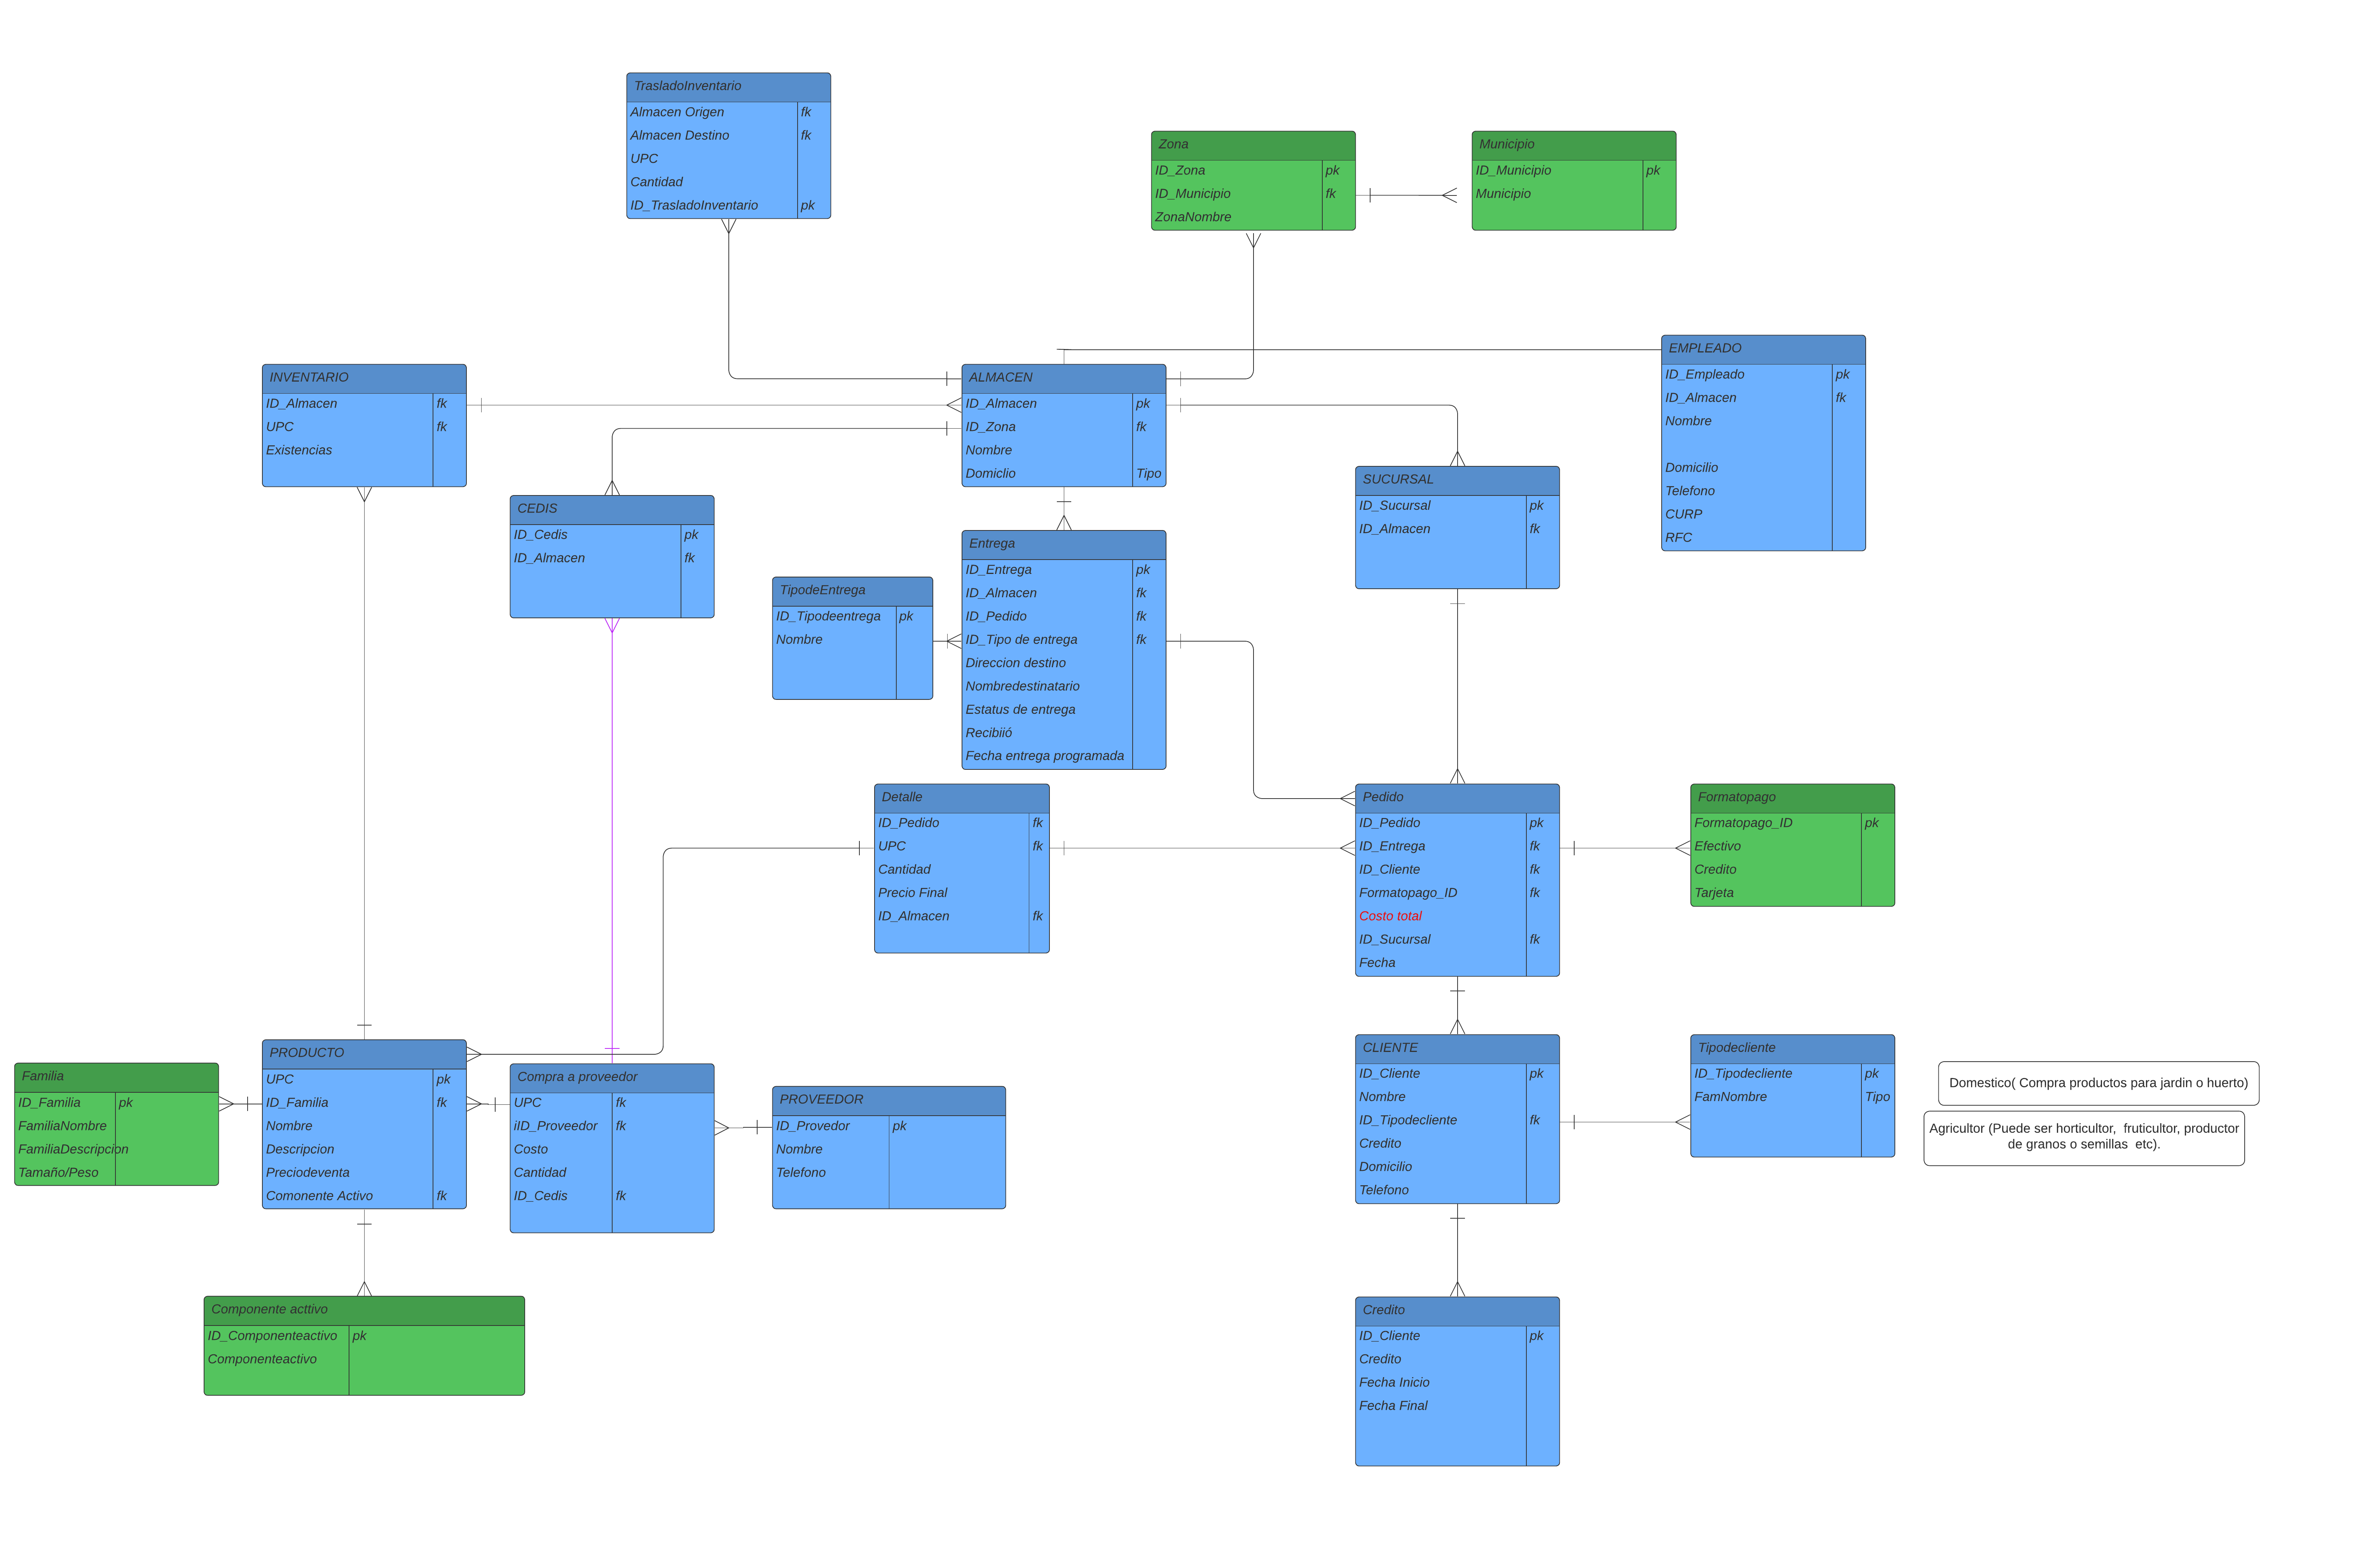 TrasladoInventario
Almacen Origen fk
Almacen Destino fk
UPC
Cantidad
ID_TrasladoInventario pk
Zona
ID_Zona pk
ID_Municipio fk
ZonaNombre
Municipio
ID_Municipio pk
Municipio
INVENTARIO
ID_Almacen fk
UPC fk
Existencias
ALMACEN
ID_Almacen pk
ID_Zona fk
Nombre
Domiclio Tipo
EMPLEADO
ID_Empleado pk
ID_Almacen fk
Nombre
Domicilio
Telefono
CURP
RFC
CEDIS
ID_Cedis pk
ID_Almacen fk
SUCURSAL
ID_Sucursal pk
ID_Almacen fk
TipodeEntrega
ID_Tipodeentrega pk
Nombre
Entrega
ID_Entrega pk
ID_Almacen fk
ID_Pedido fk
ID_Tipo de entrega fk
Direccion destino
Nombredestinatario
Estatus de entrega
Recibiió
Fecha entrega programada
Detalle
ID_Pedido fk
UPC fk
Cantidad
Precio Final
ID_Almacen fk
Pedido
ID_Pedido pk
ID_Entrega fk
ID_Cliente fk
Formatopago_ID fk
Costo total
ID_Sucursal fk
Fecha
Formatopago
Formatopago_ID pk
Efectivo
Credito
Tarjeta
Familia
ID_Familia pk
FamiliaNombre
FamiliaDescripcion
Tamaño/Peso
PRODUCTO
UPC pk
ID_Familia fk
Nombre
Descripcion
Preciodeventa
Comonente Activo fk
Compra a proveedor
UPC fk
iID_Proveedor fk
Costo
Cantidad
ID_Cedis fk
PROVEEDOR
ID_Provedor pk
Nombre
Telefono
CLIENTE
ID_Cliente pk
Nombre
ID_Tipodecliente fk
Credito
Domicilio
Telefono
Tipodecliente
ID_Tipodecliente pk
FamNombre Tipo
Domestico( Compra productos para jardin o huerto)
Agricultor (Puede ser horticultor, fruticultor, productor
de granos o semillas etc).
Componente acttivo
ID_Componenteactivo pk
Componenteactivo
Credito
ID_Cliente pk
Credito
Fecha Inicio
Fecha Final